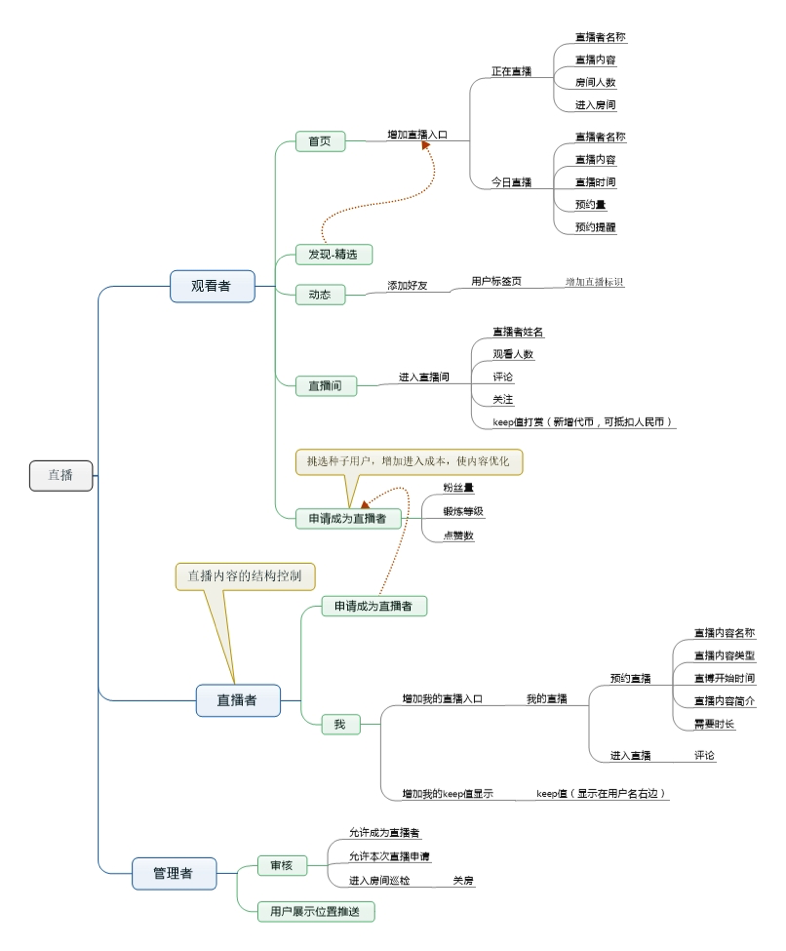 直播
观看者
首页
增加直播入口
正在直播
直播者名称
直播内容
房间人数
进入房间
今日直播
直播者名称
直播内容
直播时间
预约量
预约提醒
发现-精选
动态
添加好友
用户标签页
增加直播标识
直播间
进入直播间
直播者姓名
观看人数
评论
关注
keep值打赏（新增代币，可抵扣人民币）
挑选种子用户，增加进入成本，使内容优化
申请成为直播者
粉丝量
锻炼等级
点赞数
直播内容的结构控制
直播者
申请成为直播者
我
增加我的直播入口
我的直播
预约直播
直播内容名称
直播内容类型
直博开始时间
直播内容简介
需要时长
进入直播
评论
增加我的keep值显示
keep值（显示在用户名右边）
管理者
审核
允许成为直播者
允许本次直播申请
进入房间巡检
关房
用户展示位置推送